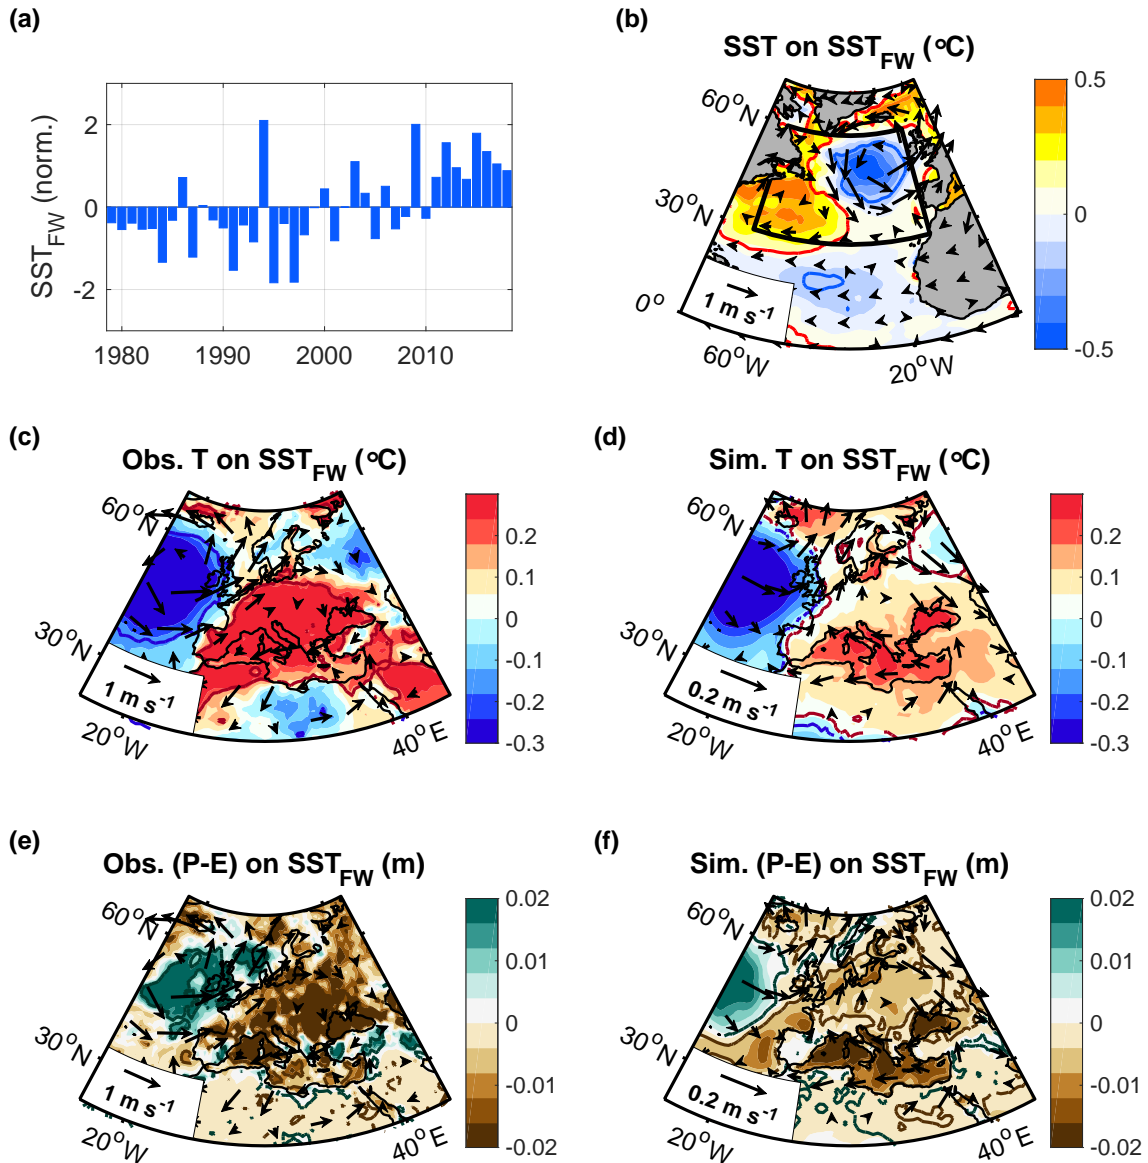 (a)
SST_FW (norm.)
2
0
-2
1980 1990 2000 2010
(b)
SST on SST_FW (°C)
60°N
30°N
0°
60°W
20°W
1 m s⁻¹
0.5
0
-0.5
(c)
Obs. T on SST_FW (°C)
60°N
30°N
20°W
40°E
1 m s⁻¹
0.2
0.1
0
-0.1
-0.2
-0.3
(d)
Sim. T on SST_FW (°C)
60°N
30°N
20°W
40°E
0.2 m s⁻¹
0.2
0.1
0
-0.1
-0.2
-0.3
(e)
Obs. (P-E) on SST_FW (m)
60°N
30°N
20°W
40°E
1 m s⁻¹
0.02
0.01
0
-0.01
-0.02
(f)
Sim. (P-E) on SST_FW (m)
60°N
30°N
20°W
40°E
0.2 m s⁻¹
0.02
0.01
0
-0.01
-0.02